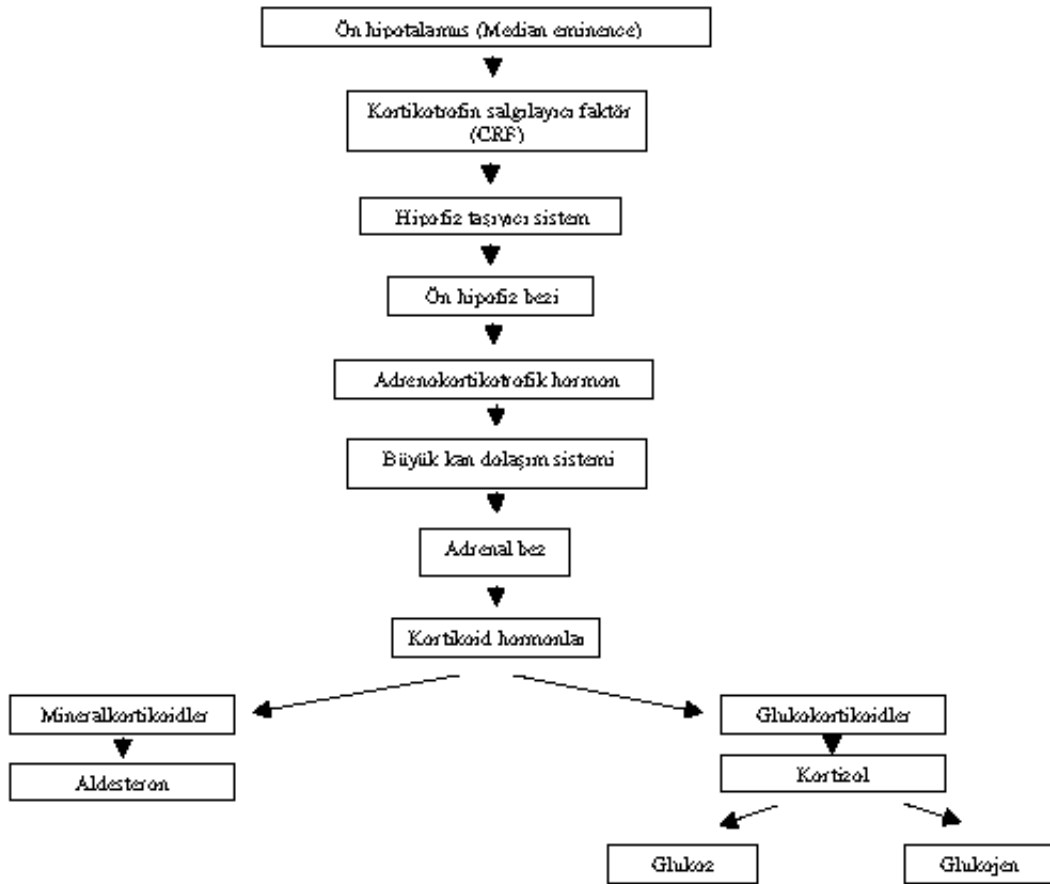 Ön hipotalamus (Median eminence)
Kortikotrofin salgılayıcı faktör
(CRF)
Hipofiz taşıyıcı sistem
Ön hipofiz bezi
Adrenokortikotrofik hormon
Büyük kan dolaşım sistemi
Adrenal bez
Kortikoid hormonlar
Mineralkortikoidler
Glukokortikoidler
Aldesteron
Kortizol
Glukoz
Glukojen